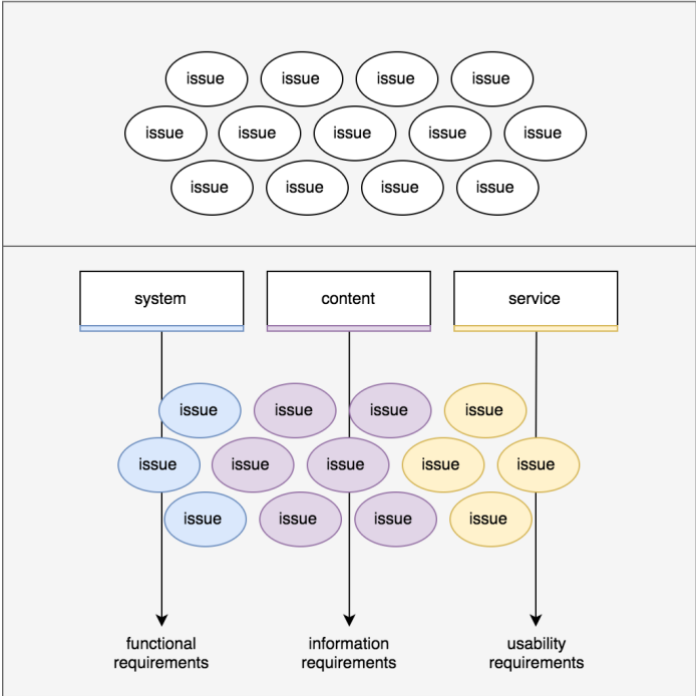 issue issue issue issue
issue issue issue issue issue
issue issue issue issue
system content service
issue issue issue issue
issue issue issue issue issue
issue issue issue issue
functional
requirements
information
requirements
usability
requirements